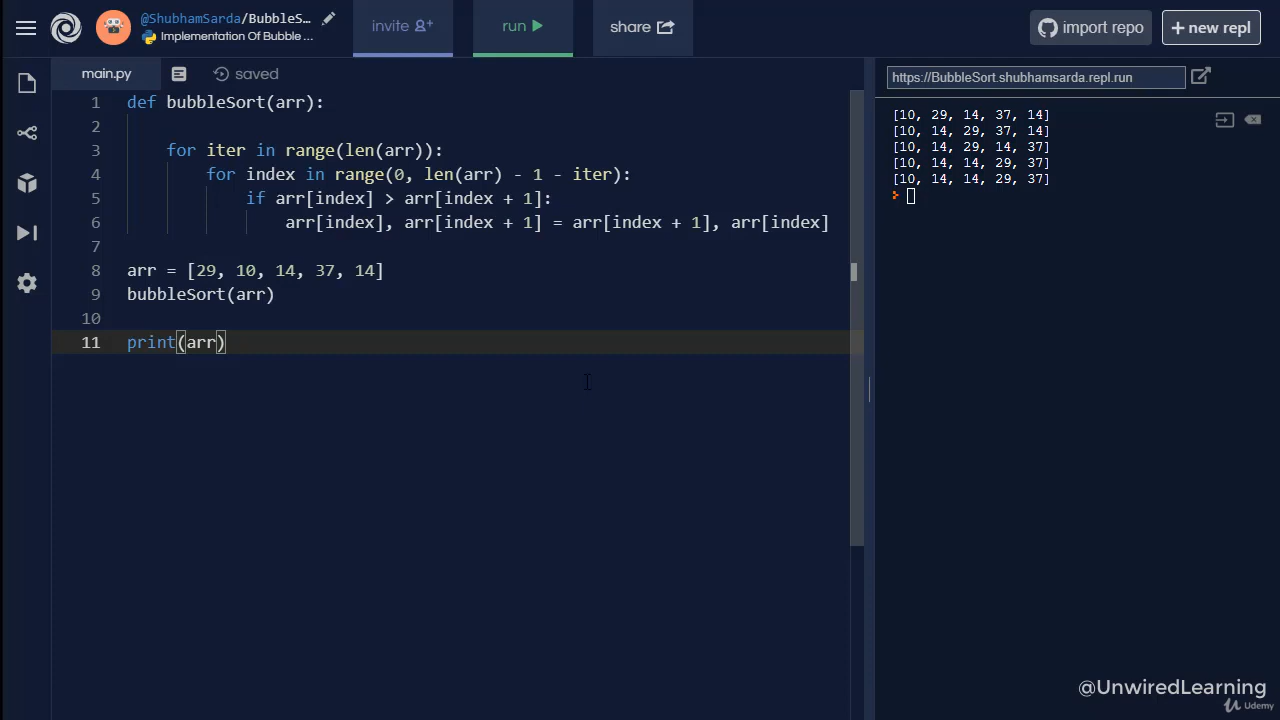 @ShubhamSarda/BubbleS...
Implementation Of Bubble ...
invite
run
share
import repo
+ new repl
main.py
saved
https://BubbleSort.shubhamsarda.repl.run
1 def bubbleSort(arr):
2
3 for iter in range(len(arr)):
4 for index in range(0, len(arr) - 1 - iter):
5 if arr[index] > arr[index + 1]:
6 arr[index], arr[index + 1] = arr[index + 1], arr[index]
7
8 arr = [29, 10, 14, 37, 14]
9 bubbleSort(arr)
10
11 print(arr)
[10, 29, 14, 37, 14]
[10, 14, 29, 37, 14]
[10, 14, 29, 14, 37]
[10, 14, 14, 29, 37]
[10, 14, 14, 29, 37]
@UnwiredLearning
Udemy